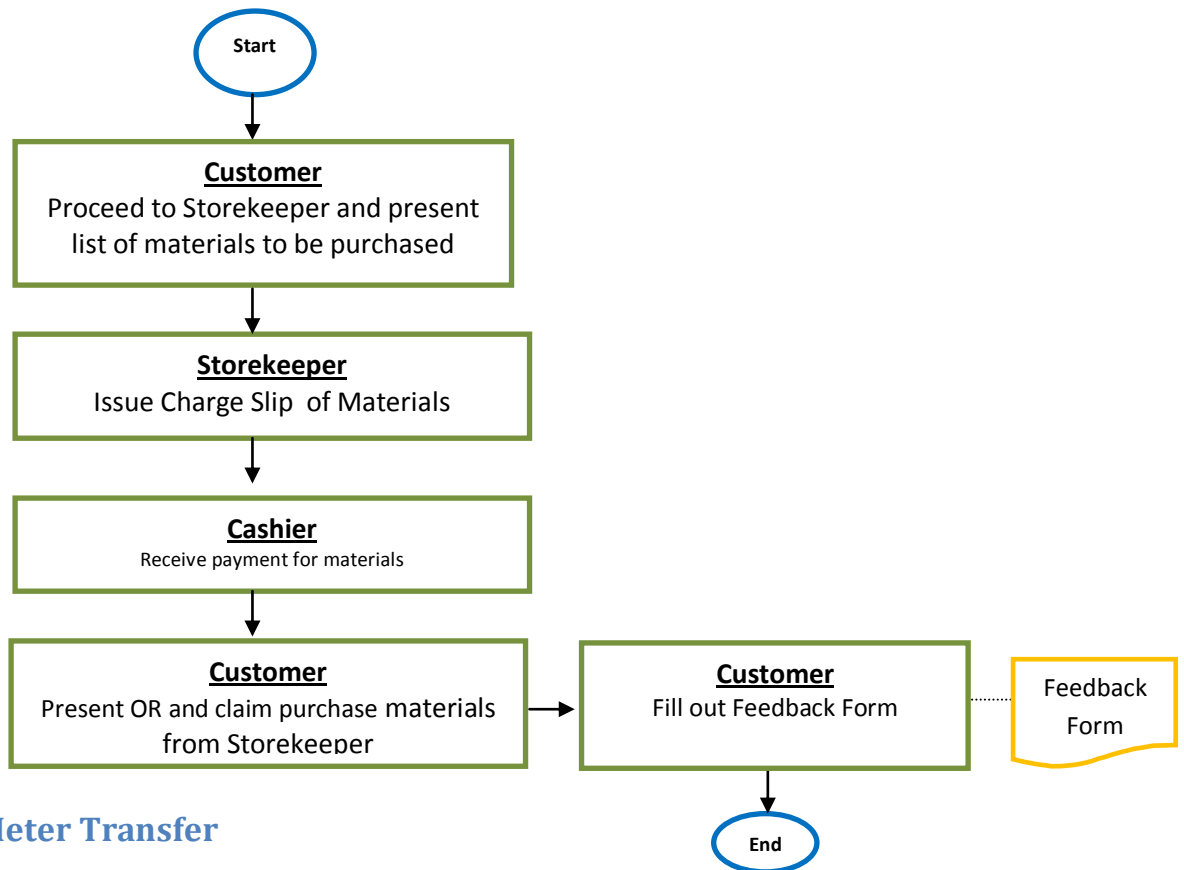 Start
Customer
Proceed to Storekeeper and present
list of materials to be purchased
Storekeeper
Issue Charge Slip of Materials
Cashier
Receive payment for materials
Customer
Present OR and claim purchase materials
from Storekeeper
Customer
Fill out Feedback Form
Feedback
Form
End
eter Transfer